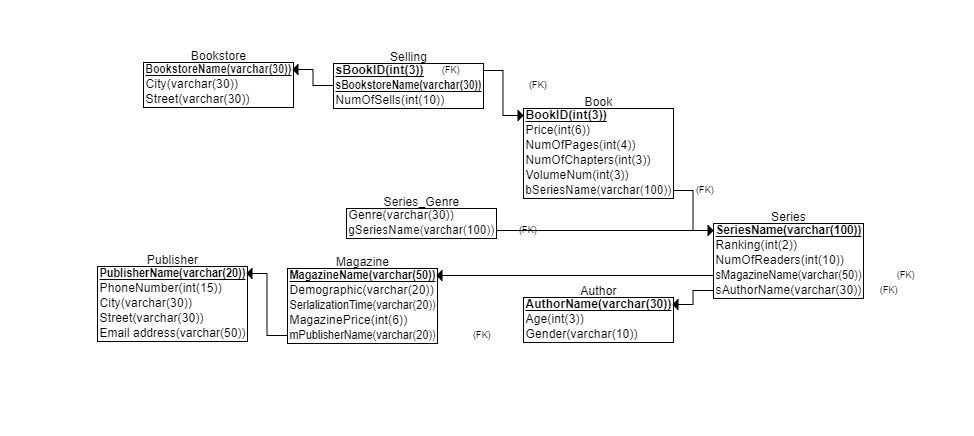 Bookstore
BookstoreName(varchar(30))
City(varchar(30))
Street(varchar(30))
Selling
sBookID(int(3)) (FK)
sBookstoreName(varchar(30)) (FK)
NumOfSells(int(10))
Book
BookID(int(3))
Price(int(6))
NumOfPages(int(4))
NumOfChapters(int(3))
VolumeNum(int(3))
bSeriesName(varchar(100)) (FK)
Series_Genre
Genre(varchar(30))
gSeriesName(varchar(100)) (FK)
Series
SeriesName(varchar(100))
Ranking(int(2))
NumOfReaders(int(10))
sMagazineName(varchar(50)) (FK)
sAuthorName(varchar(30)) (FK)
Publisher
PublisherName(varchar(20))
PhoneNumber(int(15))
City(varchar(30))
Street(varchar(30))
Email address(varchar(50))
Magazine
MagazineName(varchar(50))
Demographic(varchar(20))
SerlalizationTime(varchar(20))
MagazinePrice(int(6))
mPublisherName(varchar(20)) (FK)
Author
AuthorName(varchar(30))
Age(int(3))
Gender(varchar(10))